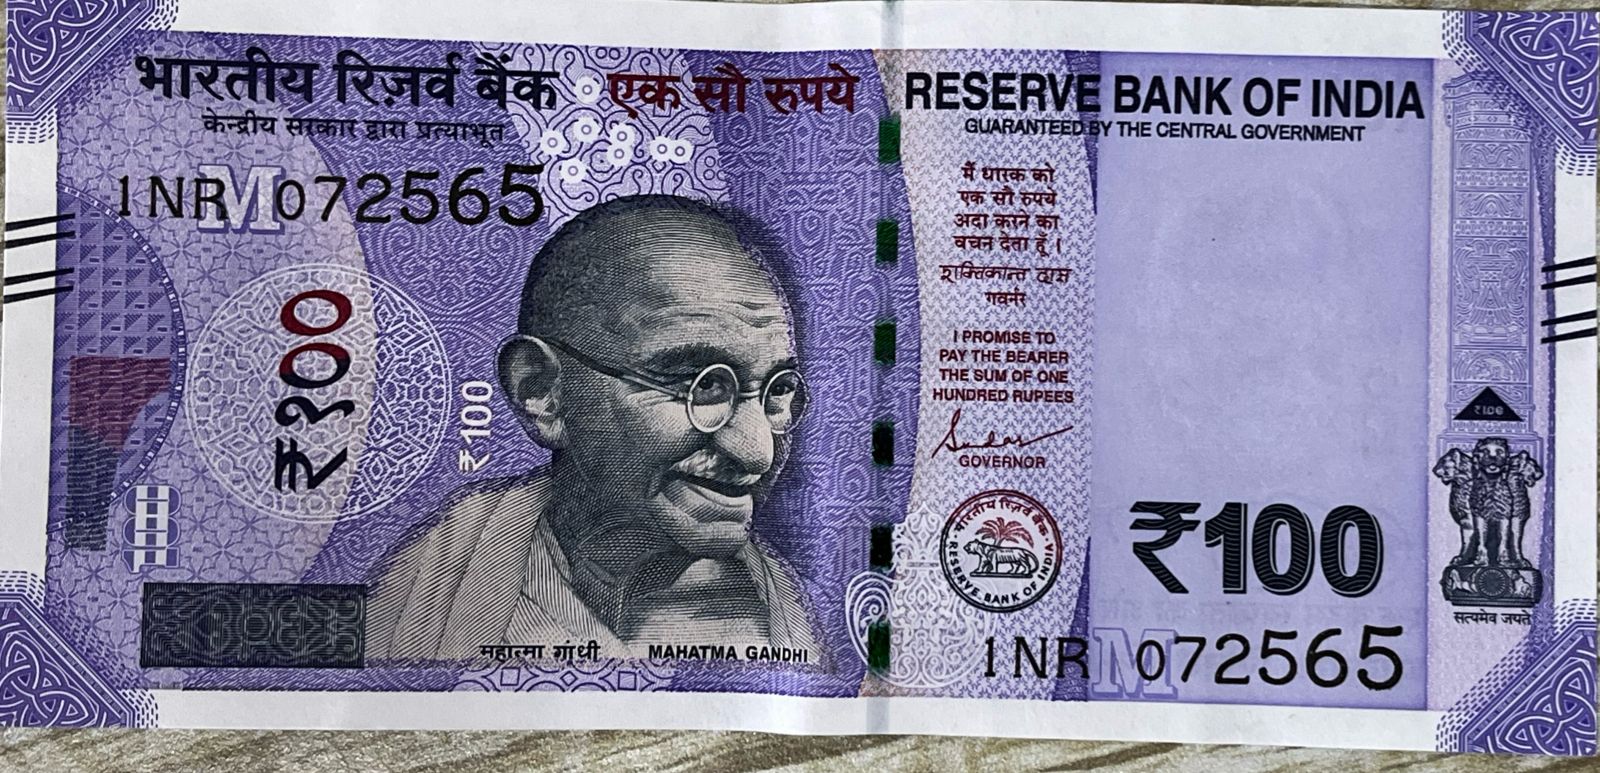 भारतीय रिज़र्व बैंक
एक सौ रुपये
केन्द्रीय सरकार द्वारा प्रत्याभूत
1NR 072565
M
₹१००
₹100
महात्मा गांधी
MAHATMA GANDHI
RESERVE BANK OF INDIA
GUARANTEED BY THE CENTRAL GOVERNMENT
मैं धारक को
एक सौ रुपये
अदा करने का
वचन देता हूँ ।
शक्तिकान्त दास
गवर्नर
I PROMISE TO
PAY THE BEARER
THE SUM OF ONE
HUNDRED RUPEES
GOVERNOR
भारतीय रिज़र्व बैंक
RESERVE BANK OF INDIA
₹100
1NR 072565
M
सत्यमेव जयते